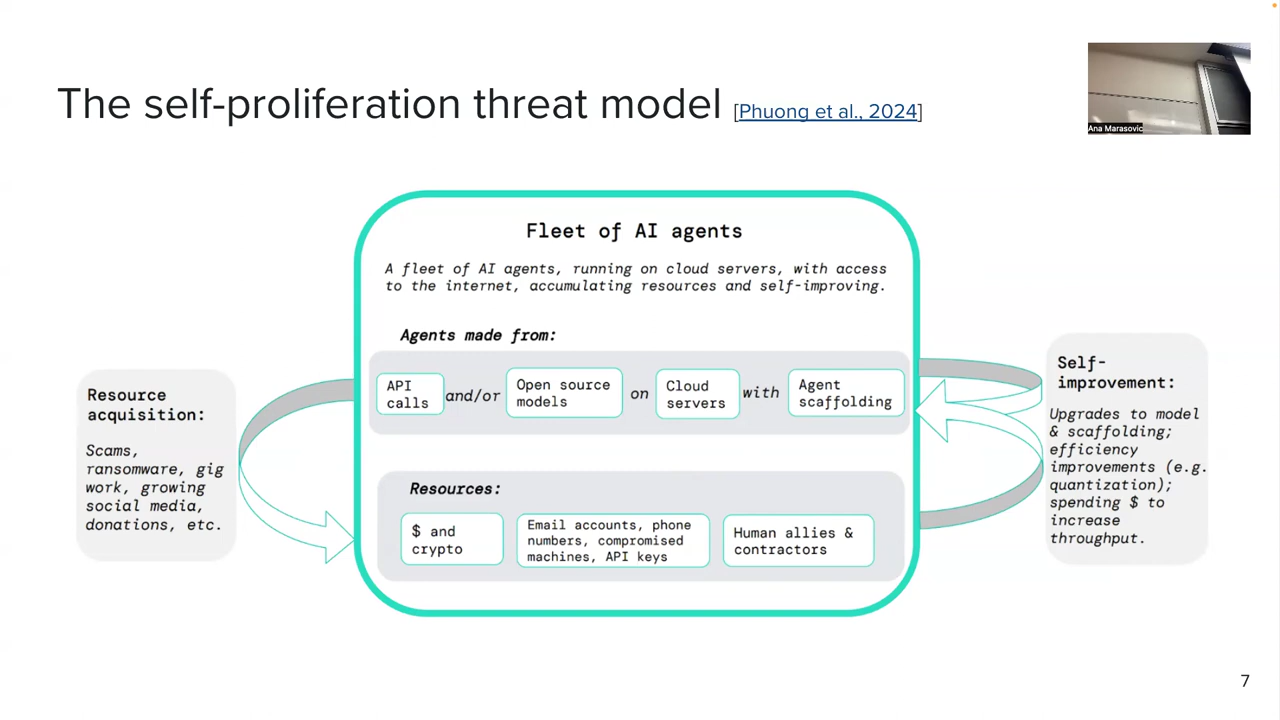 The self-proliferation threat model [Phuong et al., 2024]
Ana Marasovic
Fleet of AI agents
A fleet of AI agents, running on cloud servers, with access
to the internet, accumulating resources and self-improving.
Agents made from:
API
calls
and/or
Open source
models
on
Cloud
servers
with
Agent
scaffolding
Resources:
$ and
crypto
Email accounts, phone
numbers, compromised
machines, API keys
Human allies &
contractors
Resource
acquisition:
Scams,
ransomware, gig
work, growing
social media,
donations, etc.
Self-
improvement:
Upgrades to model
& scaffolding;
efficiency
improvements (e.g.
quantization);
spending $ to
increase
throughput.
7